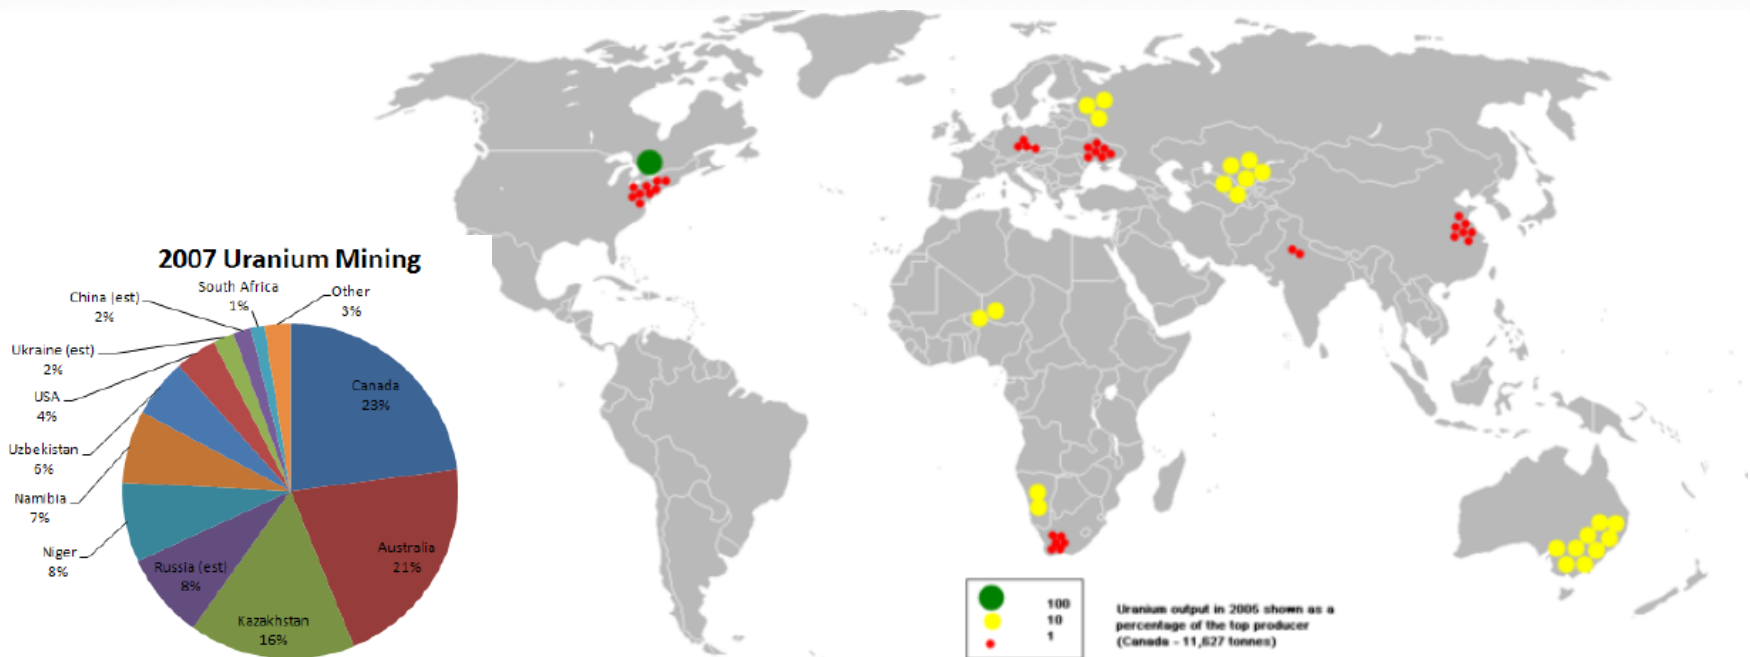 2007 Uranium Mining
South Africa
1%
Other
3%
China (est)
2%
Ukraine (est)
2%
USA
4%
Uzbekistan
6%
Namibia
7%
Niger
8%
Canada
23%
Australia
21%
Kazakhstan
16%
Russia (est)
8%
100
10
1
Uranium output in 2005 shown as a
percentage of the top producer
(Canada - 11,627 tonnes)